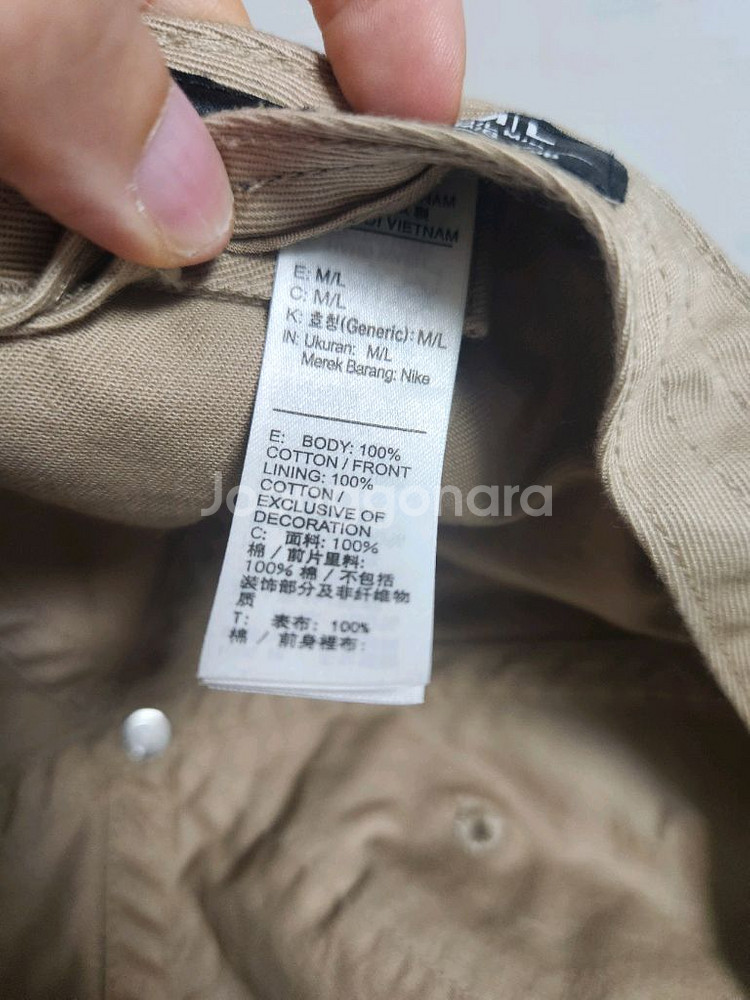 M/L
VIETNAM
E: M/L
C: M/L
K: 호칭(Generic): M/L
IN: Ukuran: M/L
Merek Barang: Nike
E: BODY: 100%
COTTON / FRONT
LINING: 100%
COTTON /
EXCLUSIVE OF
DECORATION
C: 面料: 100%
棉 / 前片里料:
100% 棉 / 不包括
装饰部分及非纤维物
质
T: 表布: 100%
棉 / 前身裡布:
Joonggonara